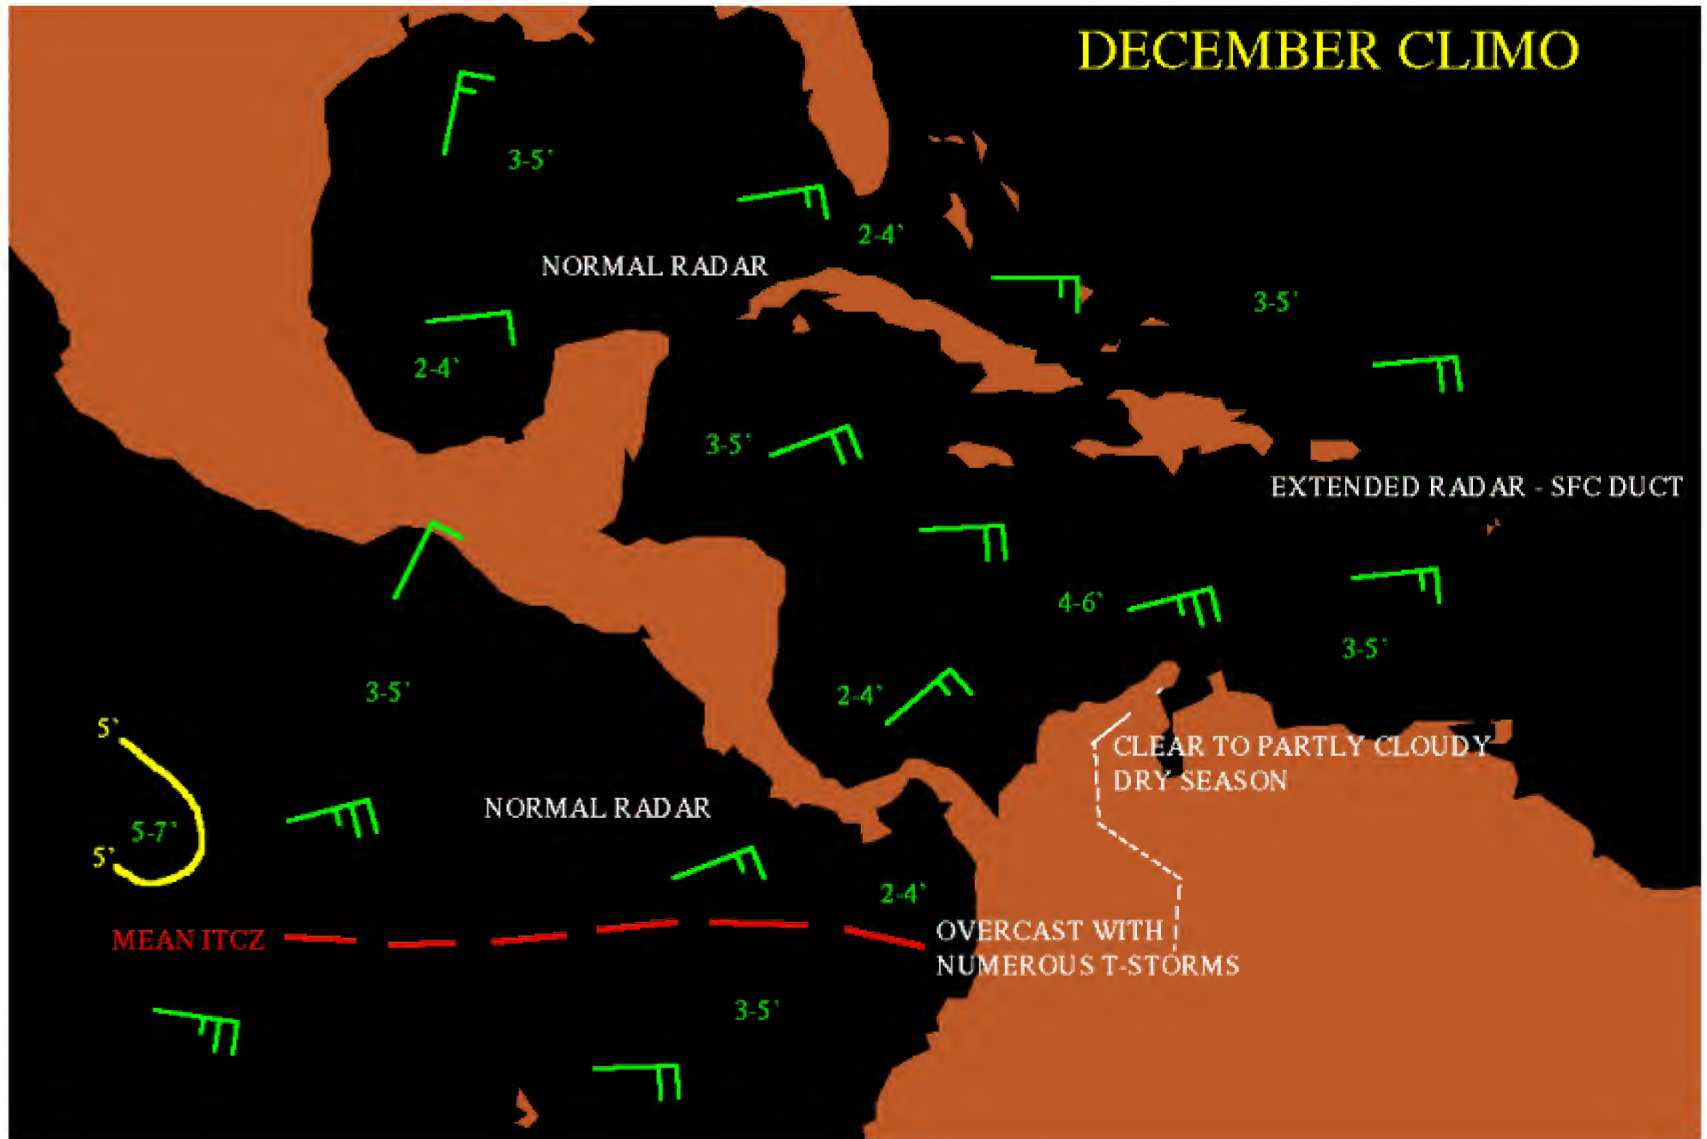 DECEMBER CLIMO
3-5'
2-4'
NORMAL RADAR
3-5'
2-4'
3-5'
EXTENDED RADAR - SFC DUCT
4-6'
3-5'
3-5'
2-4'
5'
CLEAR TO PARTLY CLOUDY
DRY SEASON
NORMAL RADAR
5-7'
5'
2-4'
MEAN ITCZ
OVERCAST WITH
NUMEROUS T-STORMS
3-5'